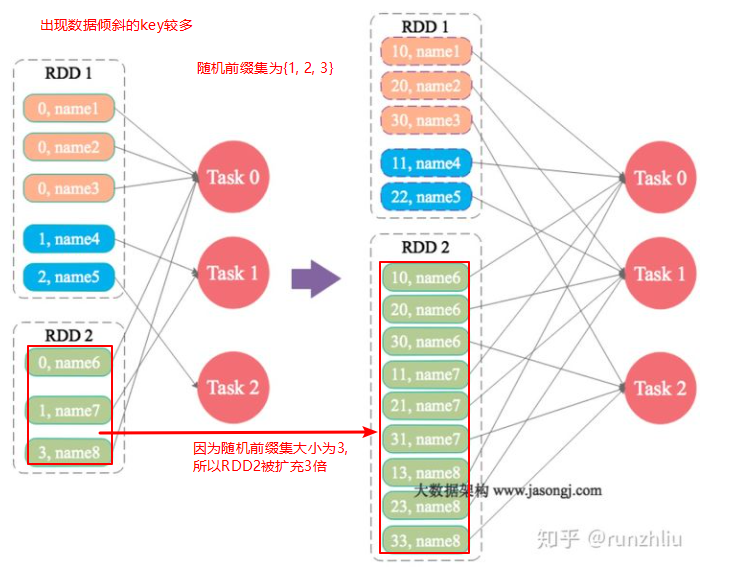 出现数据倾斜的key较多
随机前缀集为{1, 2, 3}
RDD 1
0, name1
0, name2
0, name3
1, name4
2, name5
RDD 2
0, name6
1, name7
3, name8
Task 0
Task 1
Task 2
因为随机前缀集大小为3,
所以RDD2被扩充3倍
RDD 1
10, name1
20, name2
30, name3
11, name4
22, name5
RDD 2
10, name6
20, name6
30, name6
11, name7
21, name7
31, name7
13, name8
23, name8
33, name8
Task 0
Task 1
Task 2
大数据架构 www.jasongj.com
知乎 @runzhliu